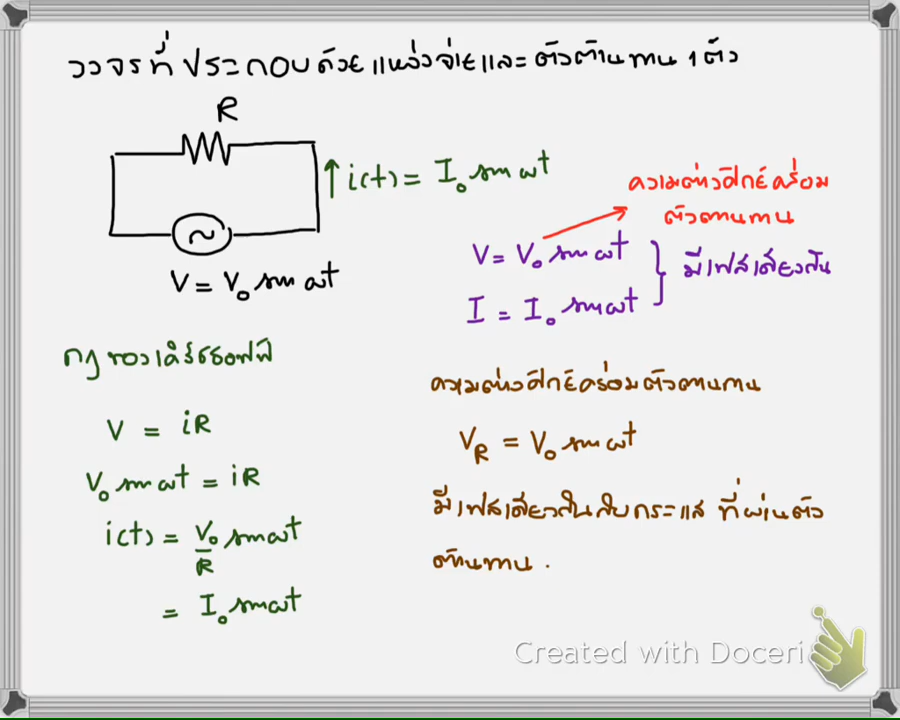 วงจรที่ประกอบด้วยแหล่งจ่ายและตัวต้านทาน 1 ตัว
R
i(t) = I₀ sin ωt
V = V₀ sin ωt
ความต่างศักย์คร่อม
ตัวต้านทาน
V = V₀ sin ωt
I = I₀ sin ωt
มีเฟสเดียวกัน
กฎของเคิร์ชฮอฟฟ์
V = iR
V₀ sin ωt = iR
i(t) = V₀/R sin ωt
= I₀ sin ωt
ความต่างศักย์คร่อมตัวต้านทาน
V_R = V₀ sin ωt
มีเฟสเดียวกันกับกระแส ที่ผ่านตัว
ต้านทาน .
Created with Doceri